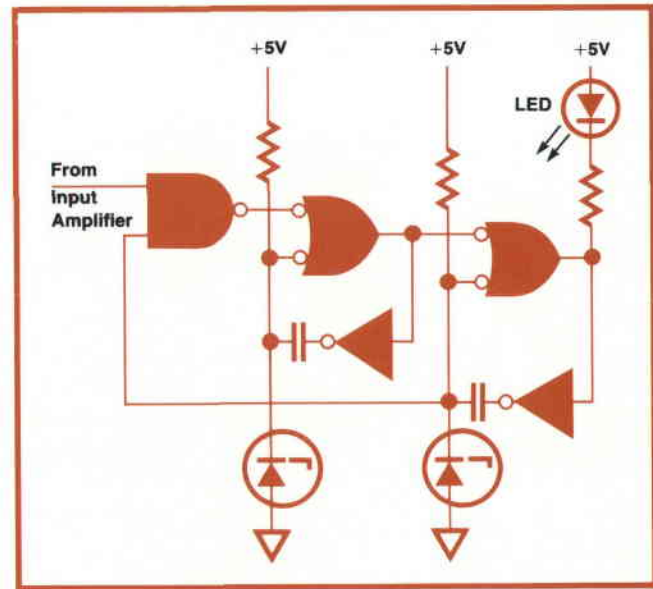 +5V
+5V
+5V
LED
From
Input
Amplifier